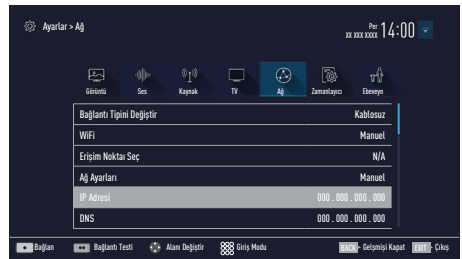 Ayarlar > Ağ
Per
xx xxx xxxx 14:00
Görüntü Ses Kaynak TV Ağ Zamanlayıcı Ebeveyn
Bağlantı Tipini Değiştir Kablosuz
WiFi Manuel
Erişim Noktaı Seç N/A
Ağ Ayarları Manuel
IP Adresi 000 . 000 . 000 . 000
DNS 000 . 000 . 000 . 000
Bağlan Bağlantı Testi Alanı Değiştir Giriş Modu BACK - Gelşmişi Kapat EXIT - Çıkış